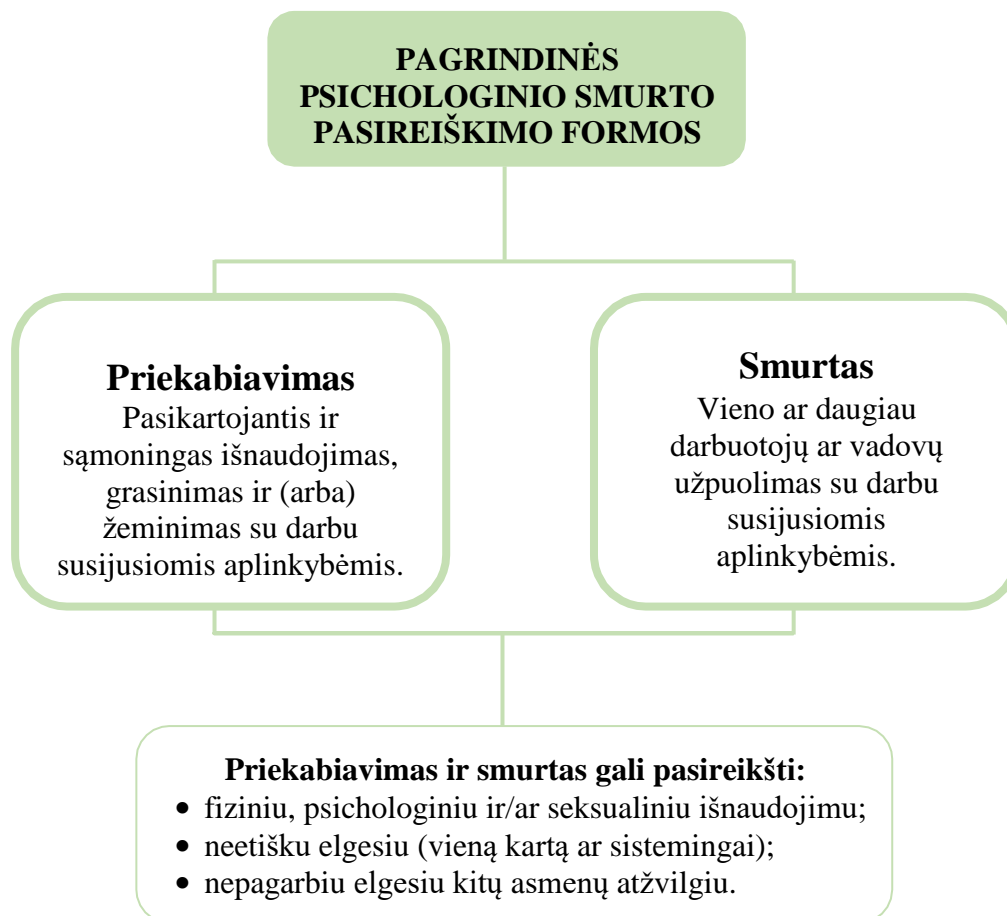 PAGRINDINĖS
PSICHOLOGINIO SMURTO
PASIREIŠKIMO FORMOS
Priekabiavimas
Pasikartojantis ir
sąmoningas išnaudojimas,
grasinimas ir (arba)
žeminimas su darbu
susijusiomis aplinkybėmis.
Smurtas
Vieno ar daugiau
darbuotojų ar vadovų
užpuolimas su darbu
susijusiomis
aplinkybėmis.
Priekabiavimas ir smurtas gali pasireikšti:
• fiziniu, psichologiniu ir/ar seksualiniu išnaudojimu;
• neetišku elgesiu (vieną kartą ar sistemingai);
• nepagarbiu elgesiu kitų asmenų atžvilgiu.